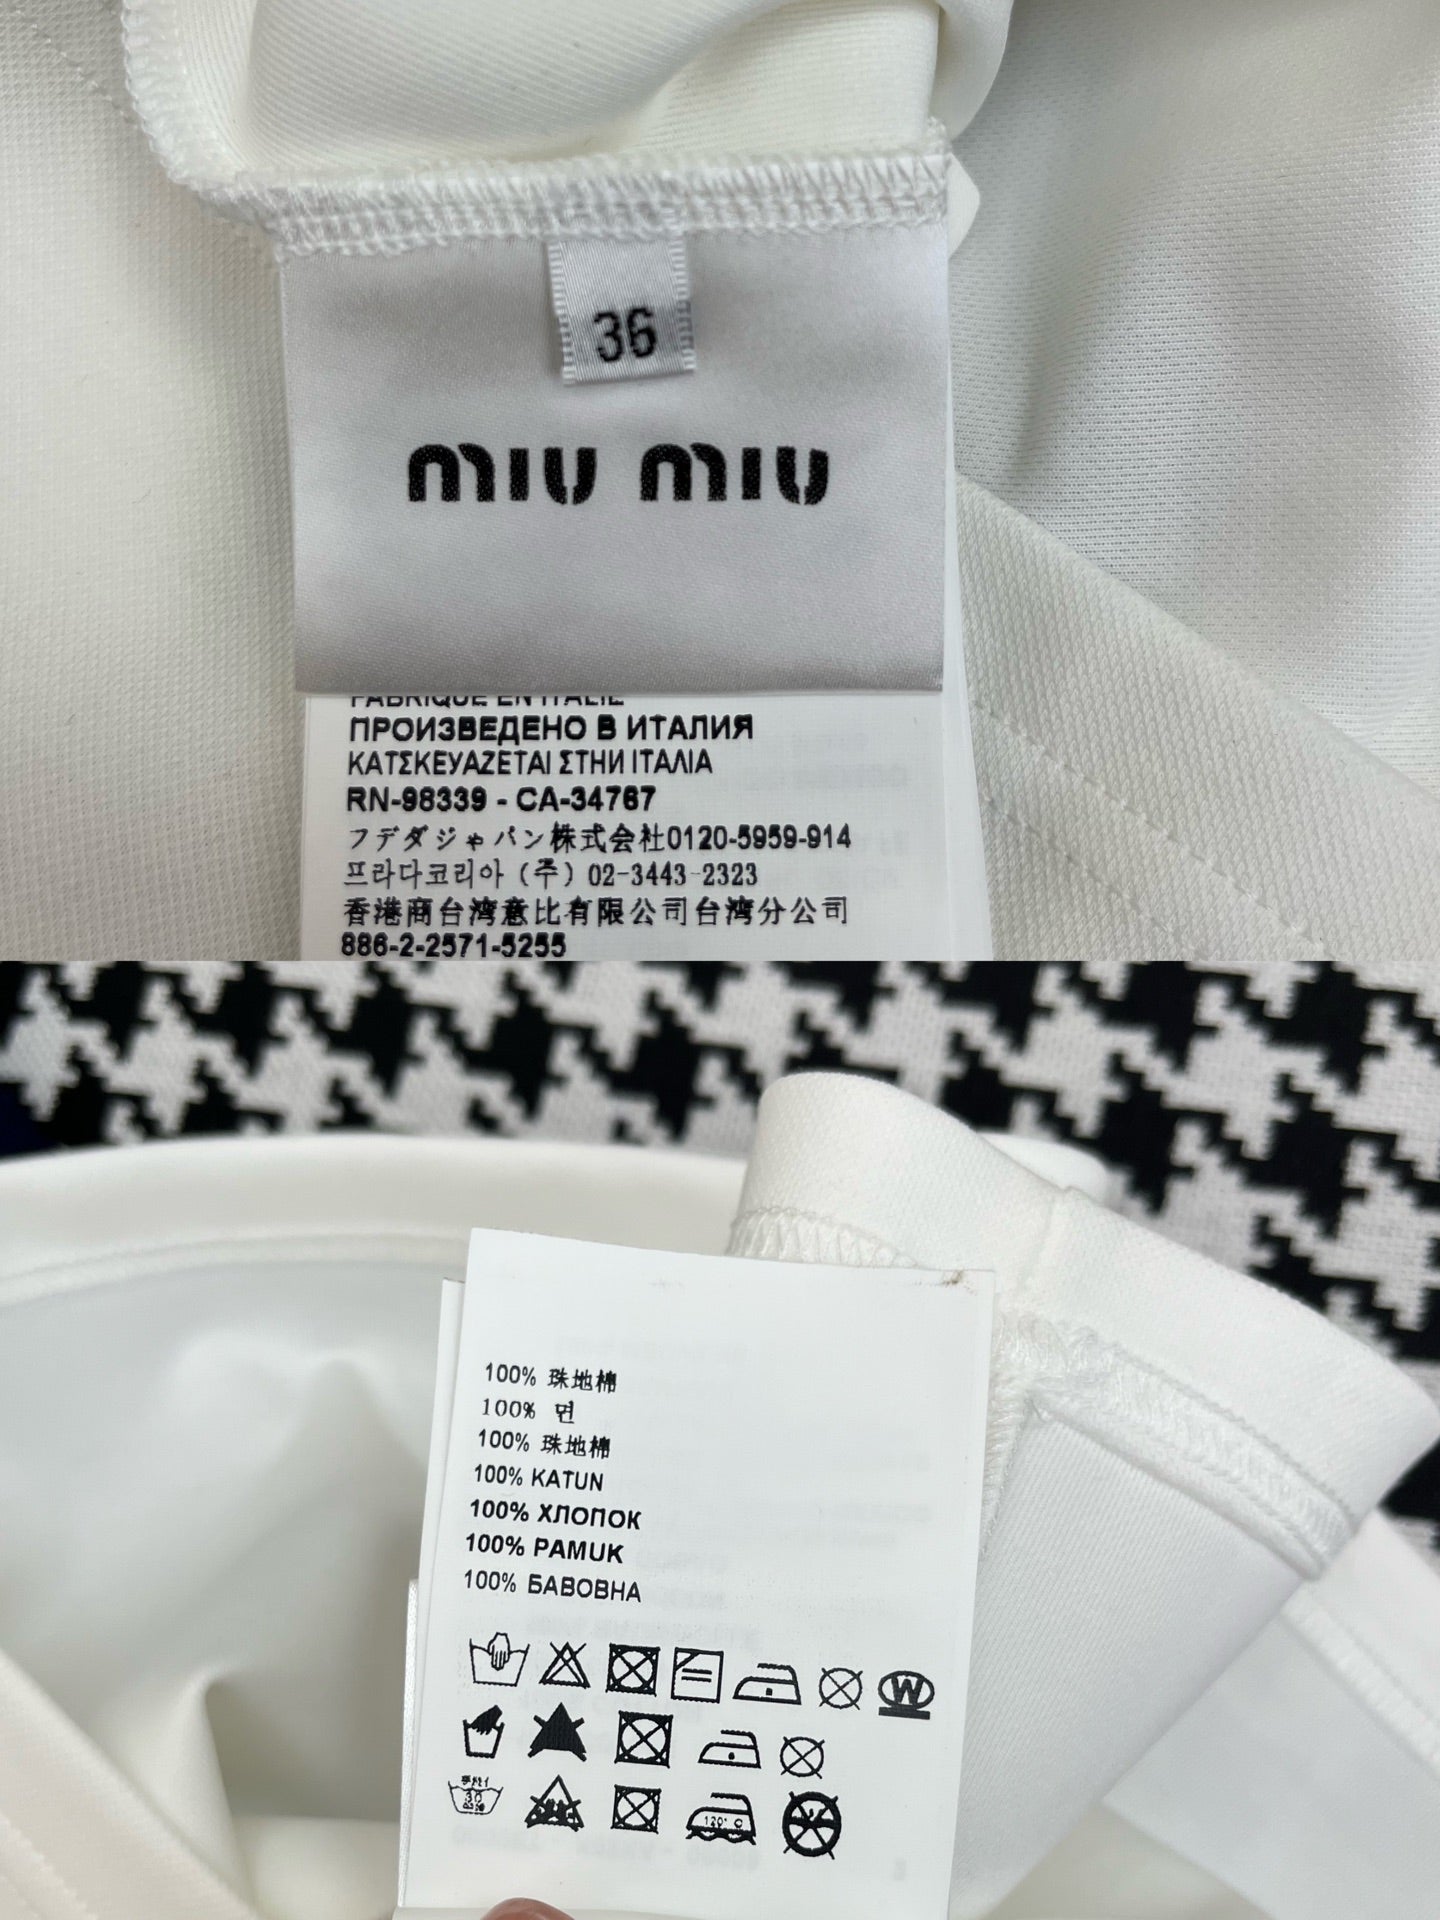 36
miu miu
FABRIQUE EN ITALIE
ПРОИЗВЕДЕНО В ИТАЛИЯ
ΚΑΤΣΚΕΥΑΖΕΤΑΙ ΣΤΗИ ΙΤΑΛΙΑ
RN-98339 - CA-34767
フデダジャパン株式会社0120-5959-914
프라다코리아 (주) 02-3443-2323
香港商台湾意比有限公司台湾分公司
886-2-2571-5255
100% 珠地棉
100% 면
100% 珠地棉
100% KATUN
100% ХЛОПОК
100% PAMUK
100% БАВОВНА
W
30
120°C